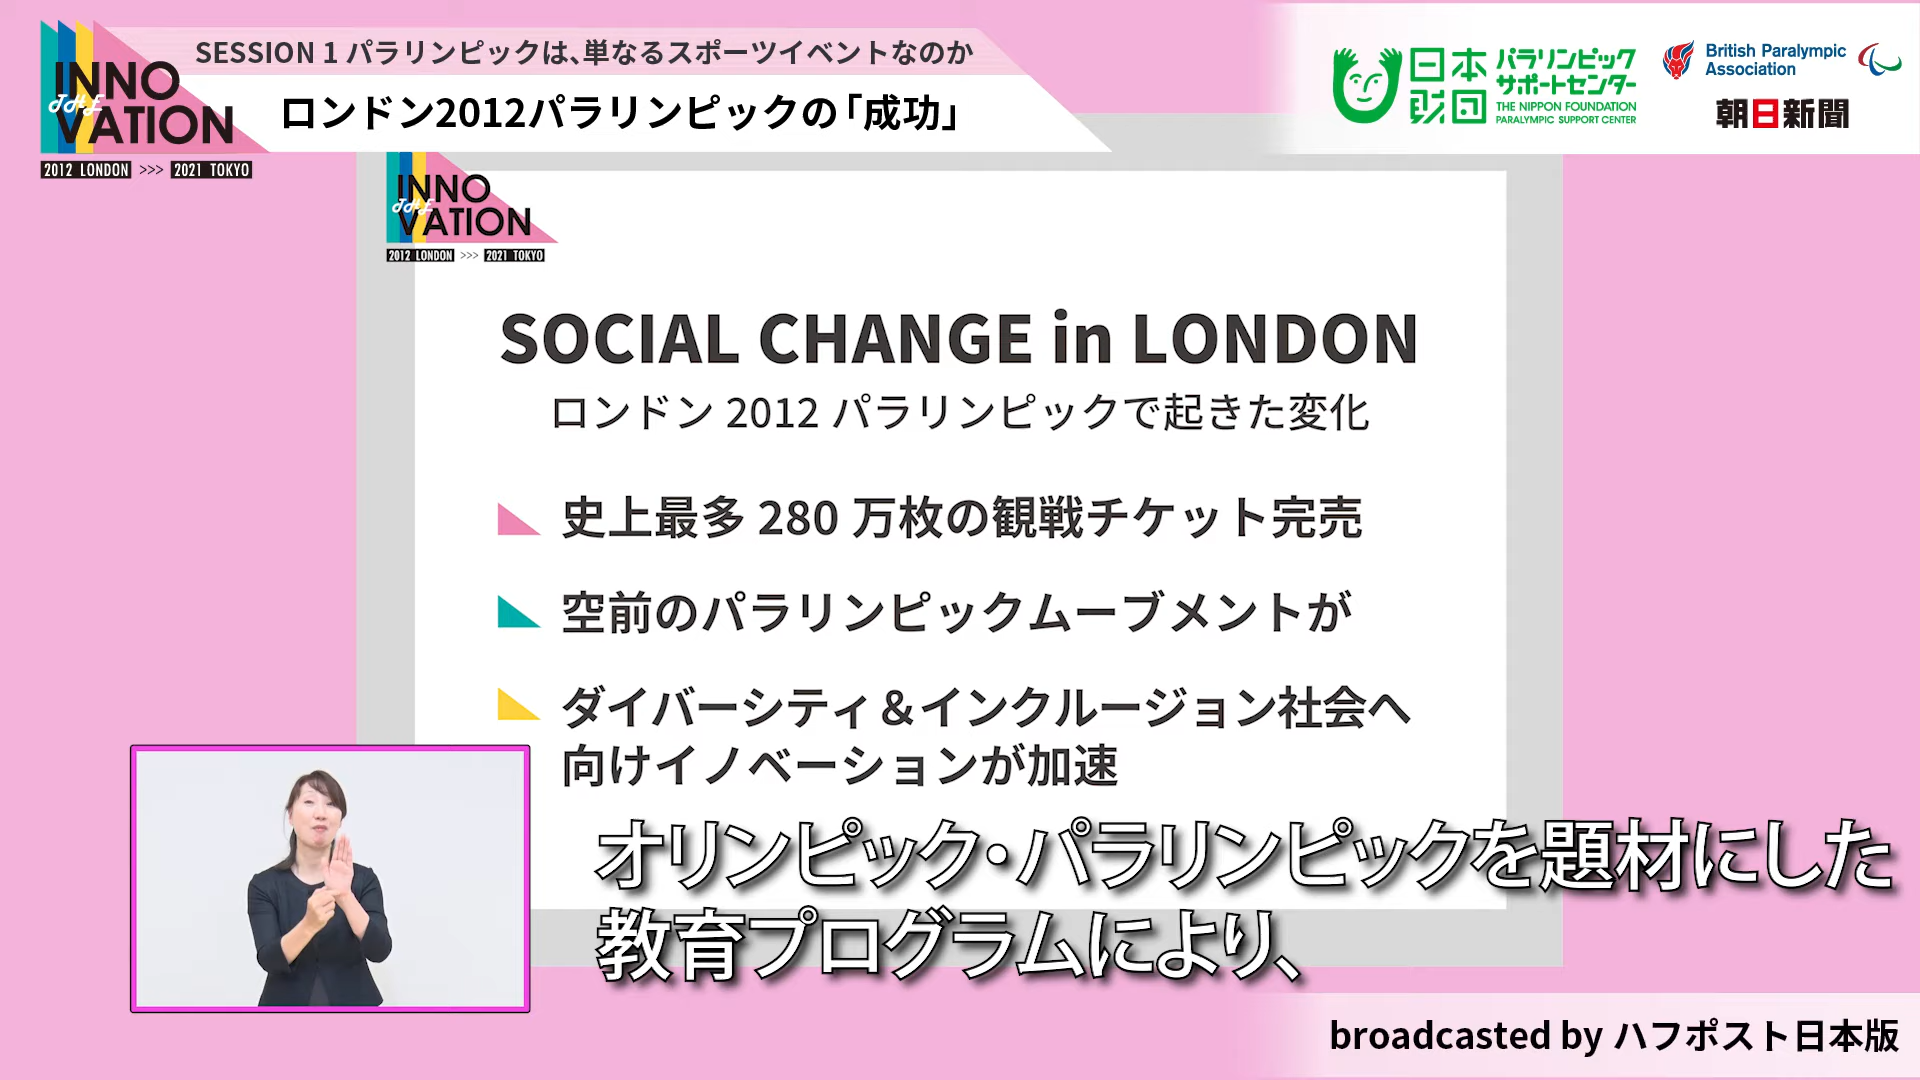 SESSION 1 パラリンピックは、単なるスポーツイベントなのか
ロンドン2012パラリンピックの「成功」
INNO
THE
VATION
2012 LONDON >>> 2021 TOKYO
日本財団
パラリンピック
サポートセンター
THE NIPPON FOUNDATION
PARALYMPIC SUPPORT CENTER
British Paralympic
Association
朝日新聞
INNO
THE
VATION
2012 LONDON >>> 2021 TOKYO
SOCIAL CHANGE in LONDON
ロンドン 2012 パラリンピックで起きた変化
史上最多 280 万枚の観戦チケット完売
空前のパラリンピックムーブメントが
ダイバーシティ＆インクルージョン社会へ
向けイノベーションが加速
オリンピック・パラリンピックを題材にした
教育プログラムにより、
broadcasted by ハフポスト日本版